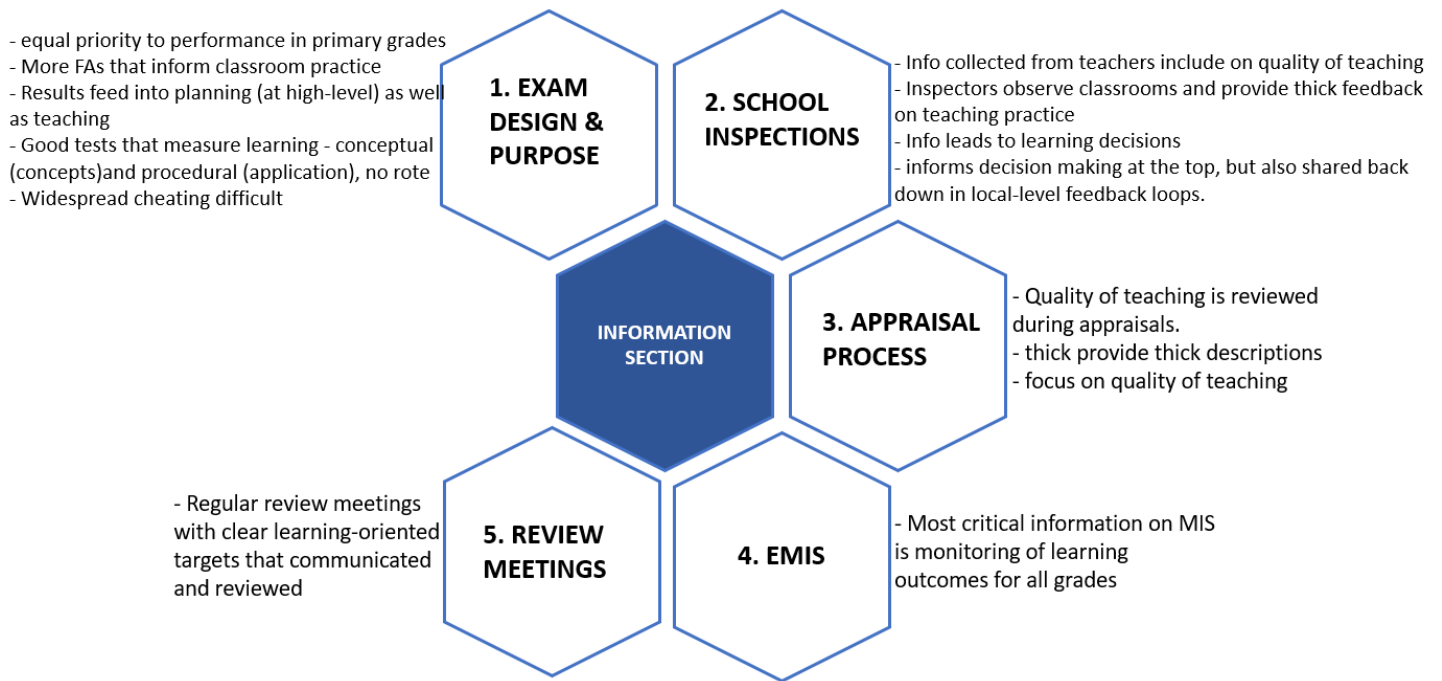 - equal priority to performance in primary grades
- More FAs that inform classroom practice
- Results feed into planning (at high-level) as well
as teaching
- Good tests that measure learning - conceptual
(concepts)and procedural (application), no rote
- Widespread cheating difficult
1. EXAM
DESIGN &
PURPOSE
2. SCHOOL
INSPECTIONS
- Info collected from teachers include on quality of teaching
- Inspectors observe classrooms and provide thick feedback
on teaching practice
- Info leads to learning decisions
- informs decision making at the top, but also shared back
down in local-level feedback loops.
INFORMATION
SECTION
3. APPRAISAL
PROCESS
- Quality of teaching is reviewed
during appraisals.
- thick provide thick descriptions
- focus on quality of teaching
- Regular review meetings
with clear learning-oriented
targets that communicated
and reviewed
5. REVIEW
MEETINGS
4. EMIS
- Most critical information on MIS
is monitoring of learning
outcomes for all grades